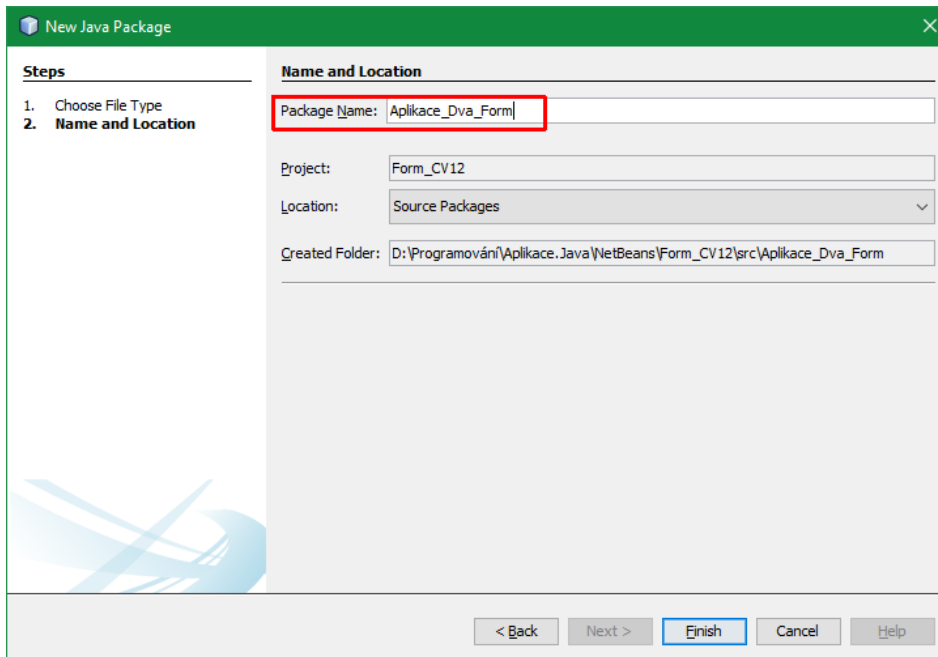 New Java Package
Steps
1. Choose File Type
2. Name and Location
Name and Location
Package Name: Aplikace_Dva_Form
Project: Form_CV12
Location: Source Packages
Created Folder: D:\Programování\Aplikace.Java\NetBeans\Form_CV12\src\Aplikace_Dva_Form
< Back Next > Finish Cancel Help